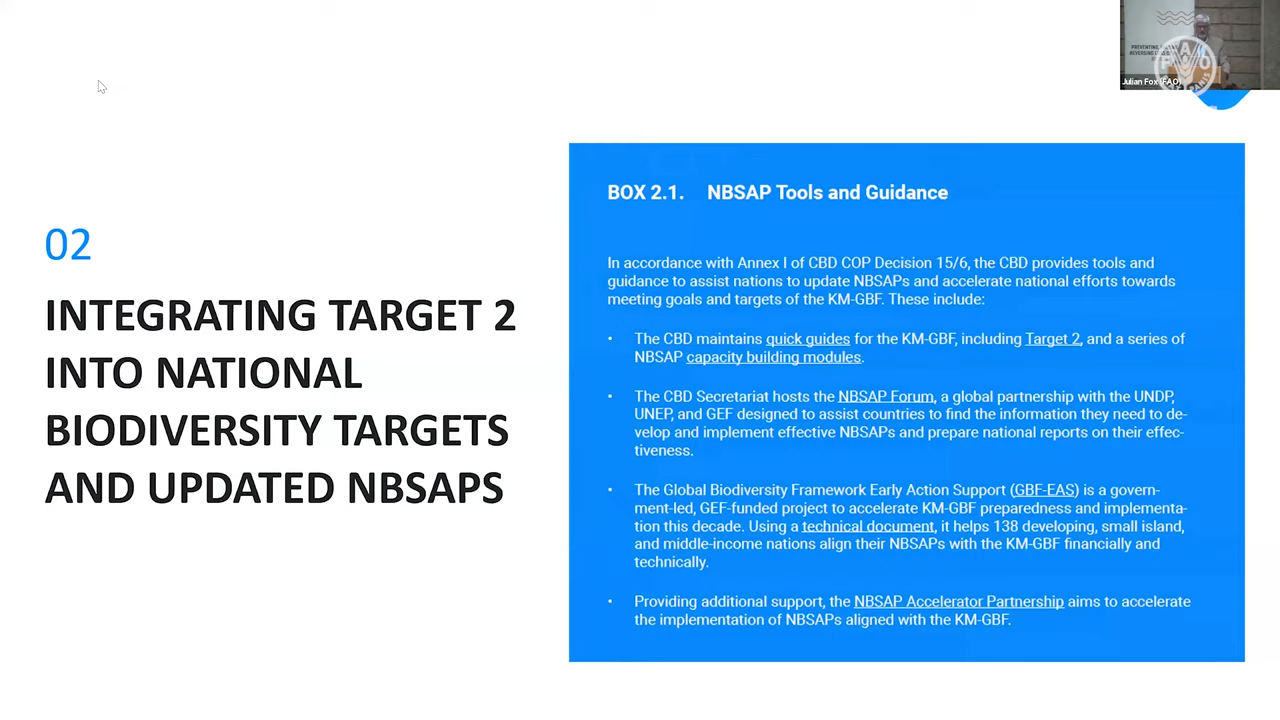 Julian Fox (FAO)
02
INTEGRATING TARGET 2
INTO NATIONAL
BIODIVERSITY TARGETS
AND UPDATED NBSAPS
BOX 2.1. NBSAP Tools and Guidance
In accordance with Annex I of CBD COP Decision 15/6, the CBD provides tools and
guidance to assist nations to update NBSAPs and accelerate national efforts towards
meeting goals and targets of the KM-GBF. These include:
• The CBD maintains quick guides for the KM-GBF, including Target 2, and a series of
NBSAP capacity building modules.
• The CBD Secretariat hosts the NBSAP Forum, a global partnership with the UNDP,
UNEP, and GEF designed to assist countries to find the information they need to de-
velop and implement effective NBSAPs and prepare national reports on their effec-
tiveness.
• The Global Biodiversity Framework Early Action Support (GBF-EAS) is a govern-
ment-led, GEF-funded project to accelerate KM-GBF preparedness and implementa-
tion this decade. Using a technical document, it helps 138 developing, small island,
and middle-income nations align their NBSAPs with the KM-GBF financially and
technically.
• Providing additional support, the NBSAP Accelerator Partnership aims to accelerate
the implementation of NBSAPs aligned with the KM-GBF.